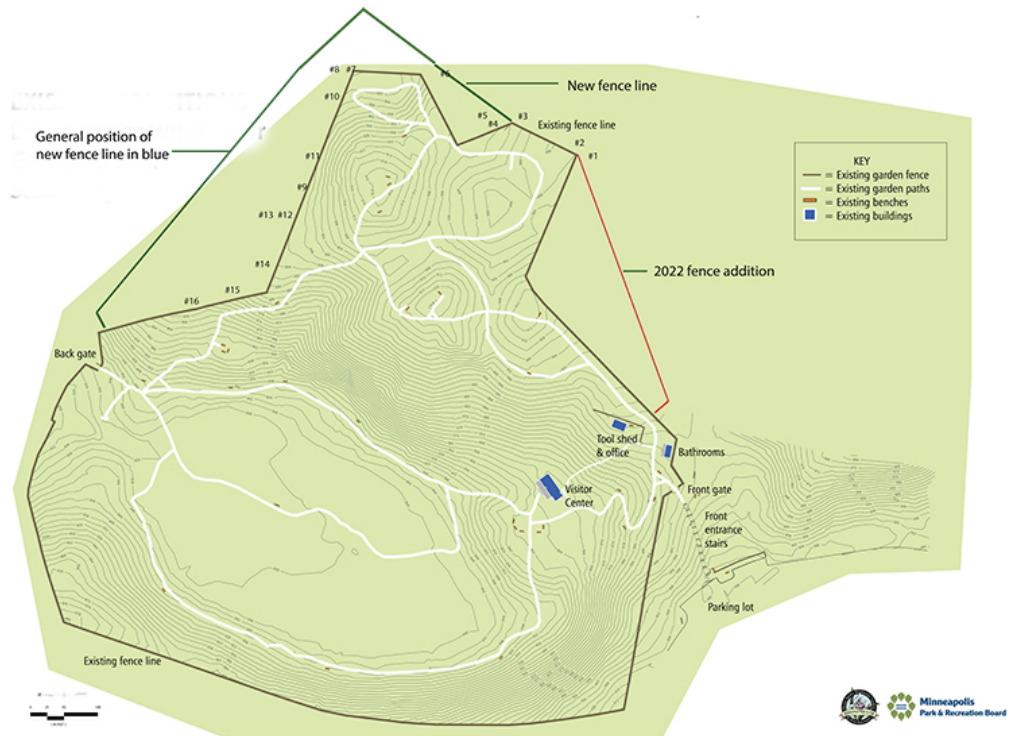 #8 #7
#6
New fence line
#10
#5
#4
#3
Existing fence line
General position of
new fence line in blue
#2
#1
#11
KEY
= Existing garden fence
= Existing garden paths
= Existing benches
= Existing buildings
#9
#13 #12
#14
2022 fence addition
#15
#16
Back gate
Tool shed
& office
Bathrooms
Visitor
Center
Front gate
Front
entrance
stairs
Parking lot
Existing fence line
Minneapolis
Park & Recreation Board